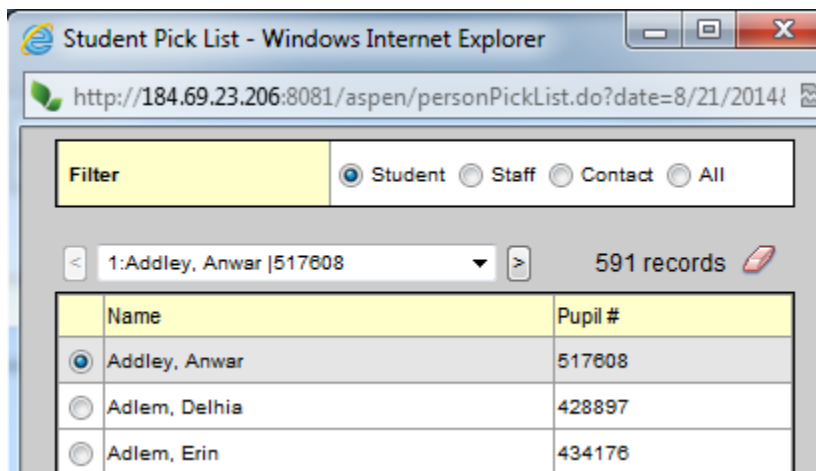 Student Pick List - Windows Internet Explorer
http://184.69.23.206:8081/aspen/personPickList.do?date=8/21/2014&
Filter Student Staff Contact All
< 1:Addley, Anwar |517608 > 591 records
Name Pupil #
Addley, Anwar 517608
Adlem, Delhia 428897
Adlem, Erin 434176